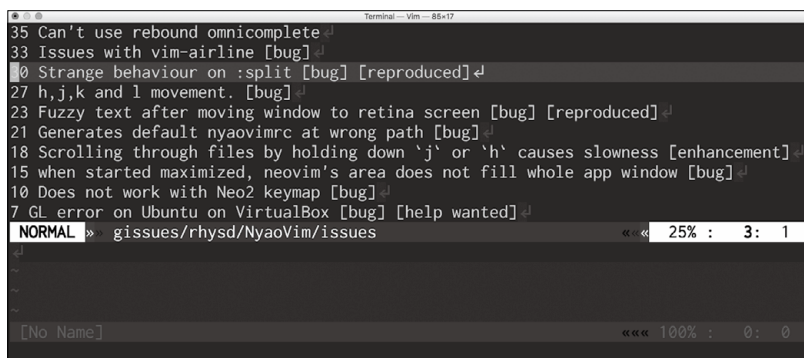 Terminal — Vim — 85×17
35 Can't use rebound omnicomplete
33 Issues with vim-airline [bug]
30 Strange behaviour on :split [bug] [reproduced]
27 h,j,k and l movement. [bug]
23 Fuzzy text after moving window to retina screen [bug] [reproduced]
21 Generates default nyaovimrc at wrong path [bug]
18 Scrolling through files by holding down `j` or `h` causes slowness [enhancement]
15 when started maximized, neovim's area does not fill whole app window [bug]
10 Does not work with Neo2 keymap [bug]
7 GL error on Ubuntu on VirtualBox [bug] [help wanted]
NORMAL »» gissues/rhysd/NyaoVim/issues ««« 25% : 3: 1
~
~
~
[No Name] ««« 100% : 0: 0